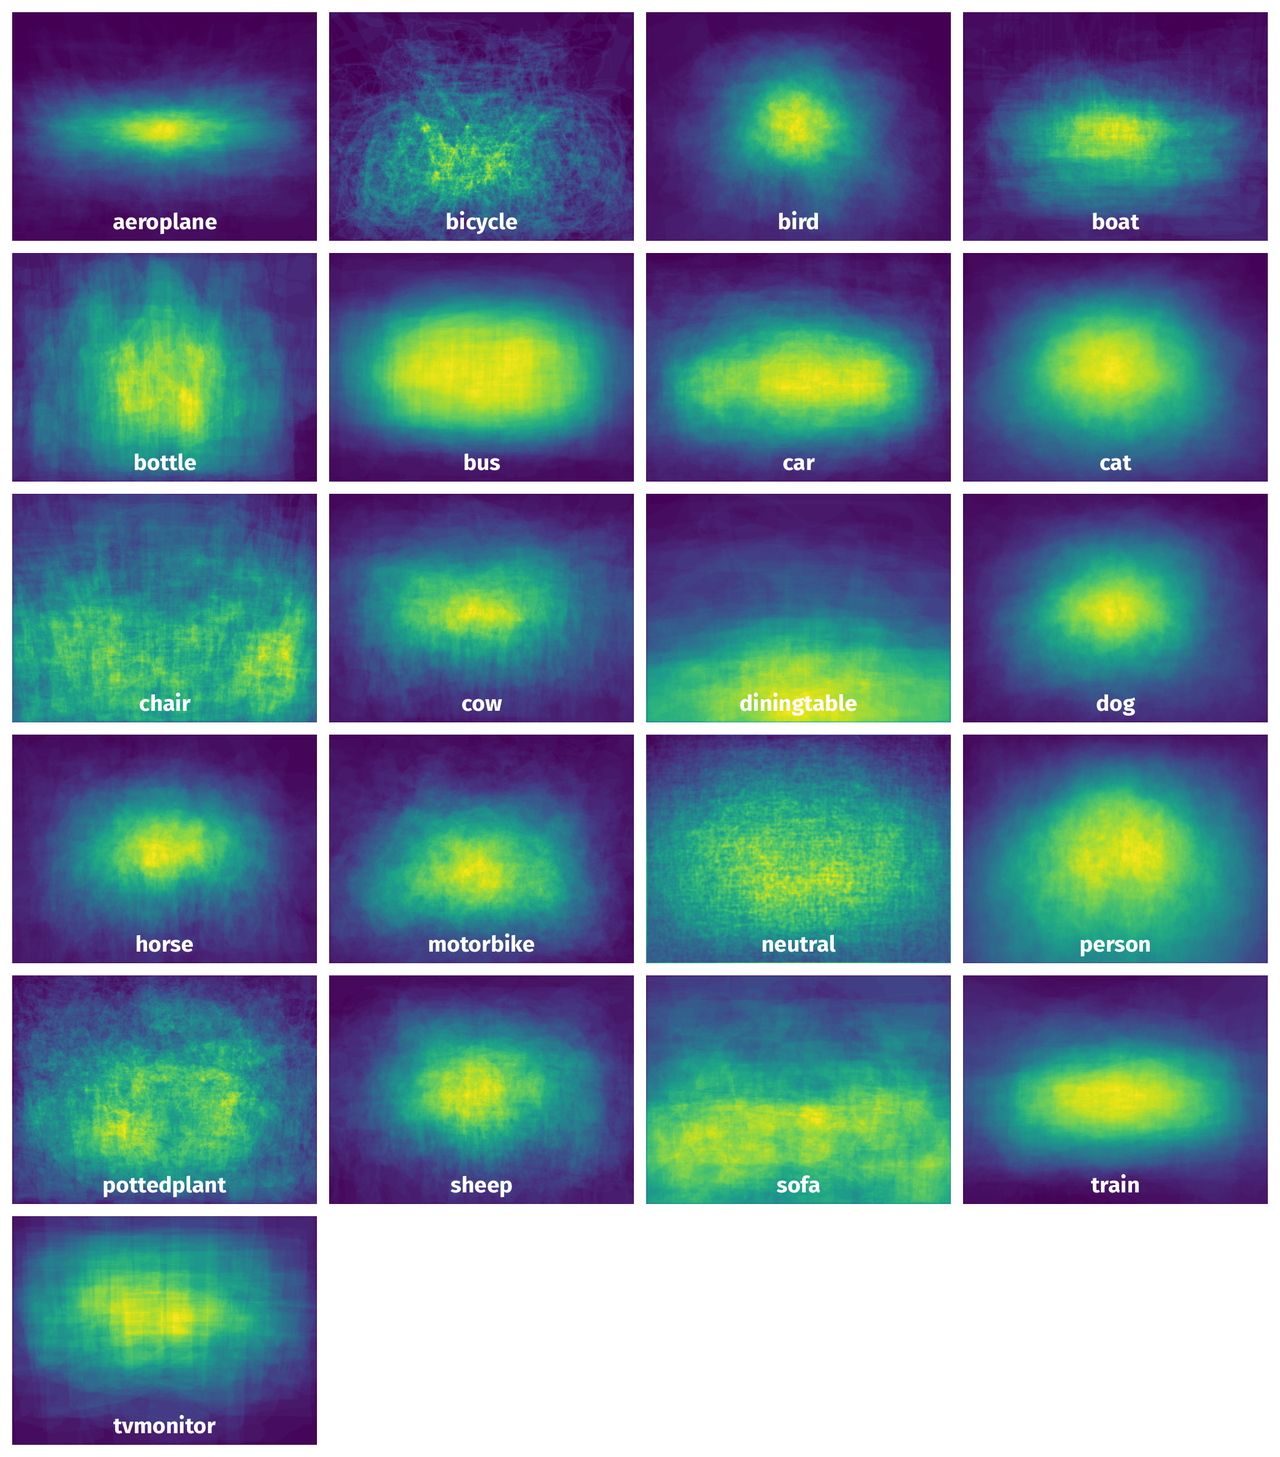 aeroplane
bicycle
bird
boat
bottle
bus
car
cat
chair
cow
diningtable
dog
horse
motorbike
neutral
person
pottedplant
sheep
sofa
train
tvmonitor